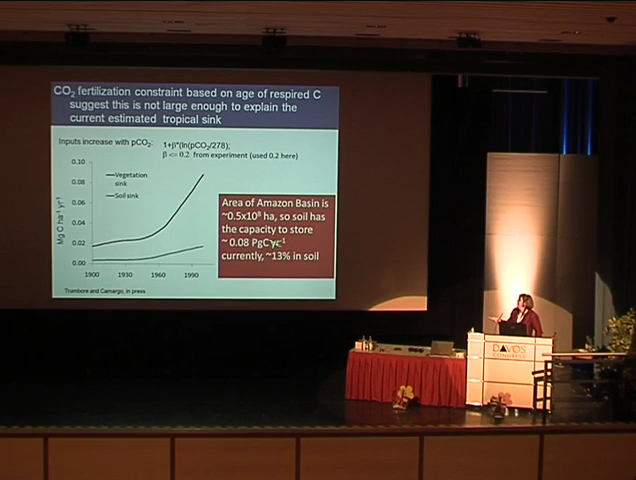 CO₂ fertilization constraint based on age of respired C
suggest this is not large enough to explain the
current estimated tropical sink
Inputs increase with pCO₂: 1+β*(ln(pCO₂/278);
β <= 0.2 from experiment (used 0.2 here)
0.10
0.08
0.06
0.04
0.02
0.00
Mg C ha⁻¹ yr⁻¹
Vegetation
sink
Soil sink
1900 1930 1960 1990
Area of Amazon Basin is
~0.5x10⁸ ha, so soil has
the capacity to store
~ 0.08 PgC yr⁻¹
currently, ~13% in soil
Trumbore and Camargo, in press
DAVOS
CONGRESS